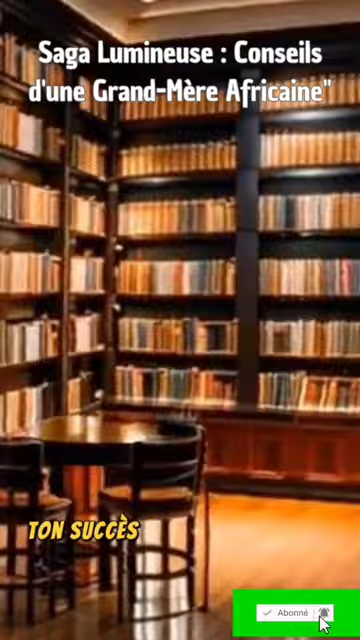 Saga Lumineuse : Conseils
d'une Grand-Mère Africaine"
TON SUCCÈS
Abonné